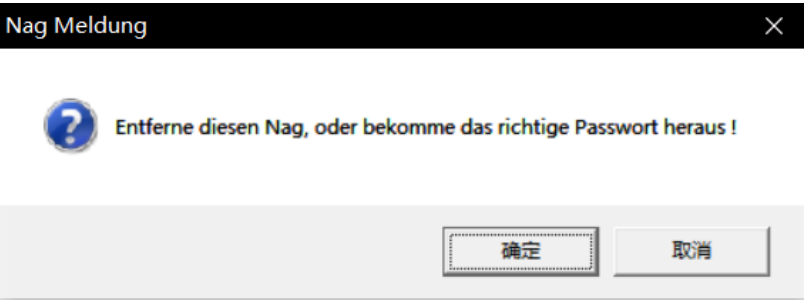 Nag Meldung
Entferne diesen Nag, oder bekomme das richtige Passwort heraus !
确定
取消